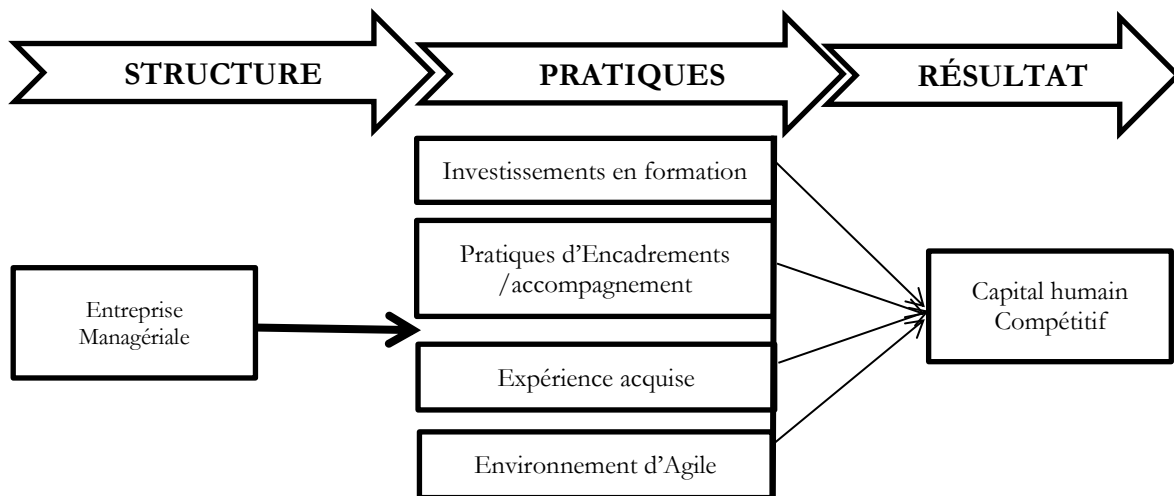 STRUCTURE
PRATIQUES
RÉSULTAT
Investissements en formation
Pratiques d’Encadrements
/accompagnement
Entreprise
Managériale
Expérience acquise
Environnement d’Agile
Capital humain
Compétitif